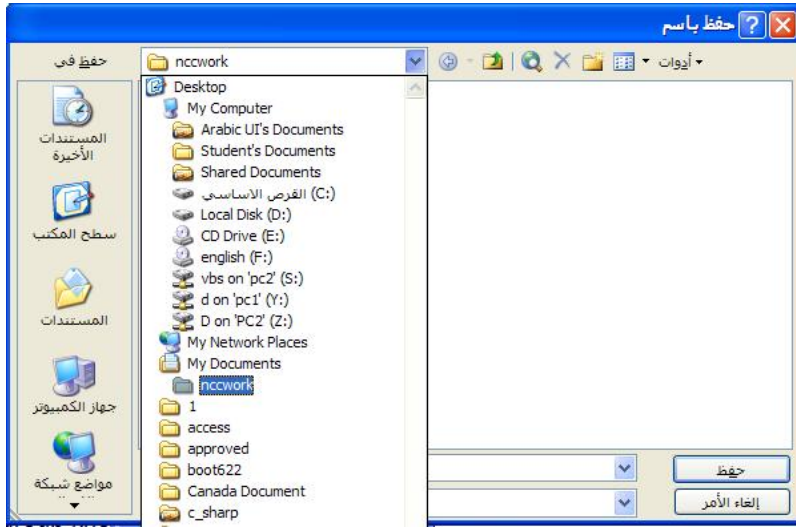 حفظ باسم
حفظ في
nccwork
أدوات
Desktop
My Computer
Arabic UI's Documents
Student's Documents
Shared Documents
القرص الاساسي (C:)
Local Disk (D:)
CD Drive (E:)
english (F:)
vbs on 'pc2' (S:)
d on 'pc1' (Y:)
D on 'PC2' (Z:)
My Network Places
My Documents
nccwork
1
access
approved
boot622
Canada Document
c_sharp
المستندات
الأخيرة
سطح المكتب
المستندات
جهاز الكمبيوتر
مواضع شبكة
حفظ
إلغاء الأمر